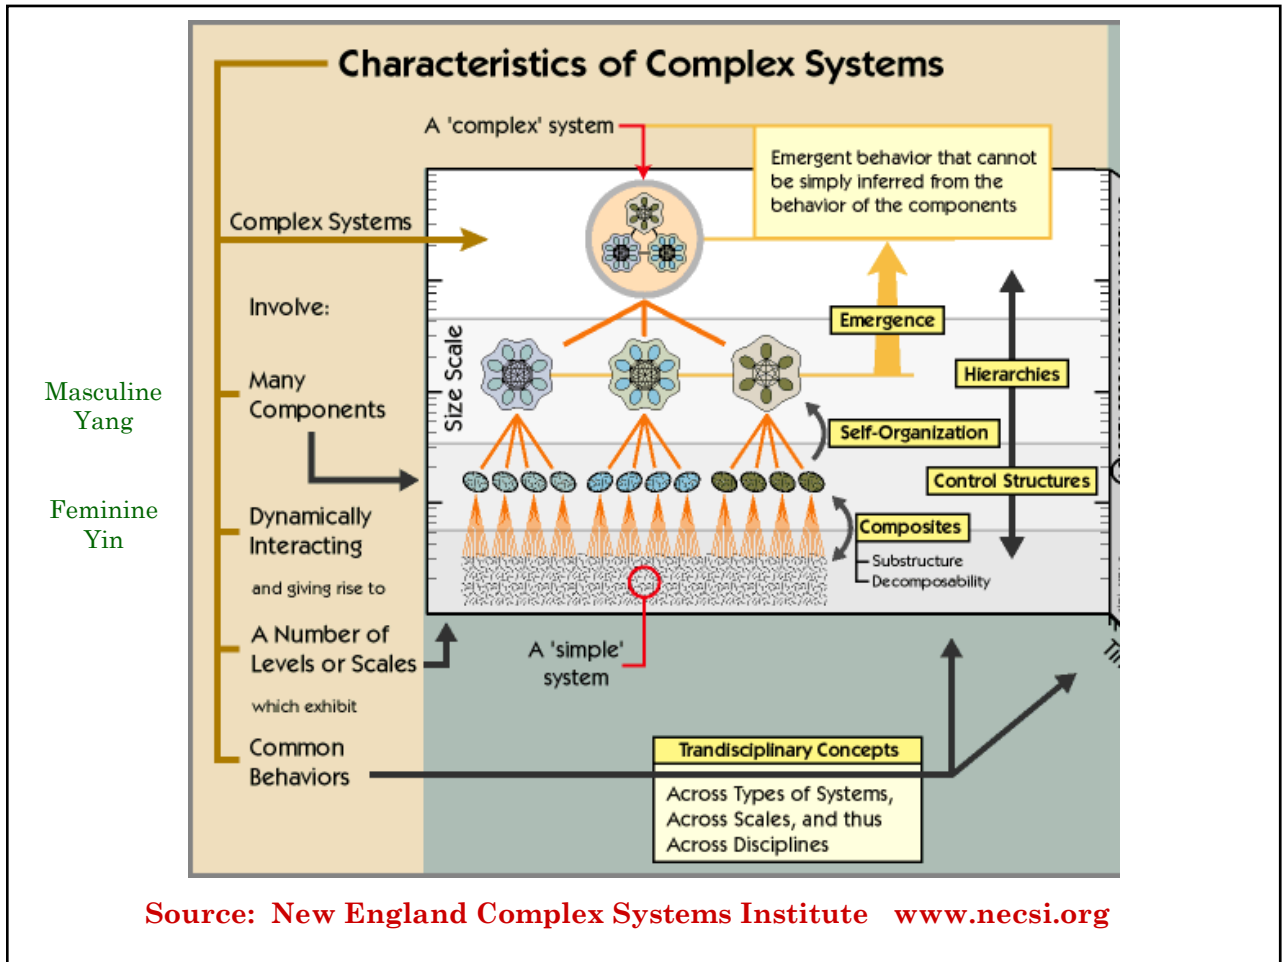 Characteristics of Complex Systems
A 'complex' system
Emergent behavior that cannot
be simply inferred from the
behavior of the components
Complex Systems
Involve:
Emergence
Size Scale
Hierarchies
Masculine
Yang
Many
Components
Self-Organization
Control Structures
Feminine
Yin
Dynamically
Interacting
Composites
Substructure
Decomposability
and giving rise to
A Number of
Levels or Scales
A 'simple'
system
which exhibit
Common
Behaviors
Trandisciplinary Concepts
Across Types of Systems,
Across Scales, and thus
Across Disciplines
Source: New England Complex Systems Institute www.necsi.org